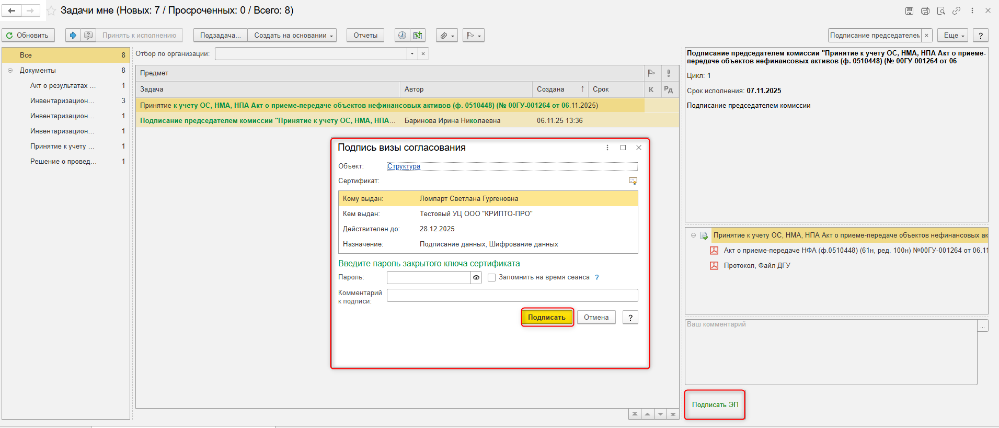 Задачи мне (Новых: 7 / Просроченных: 0 / Всего: 8)
Обновить
Принять к исполнению
Подзадача...
Создать на основании
Отчеты
Подписание председателем
×
Еще
?
Все 8
Документы 8
Акт о результатах ... 1
Инвентаризацион... 3
Инвентаризацион... 1
Инвентаризацион... 1
Принятие к учету ... 1
Решение о провед... 1
Отбор по организации:
Предмет
Задача Автор Создана ↑ Срок К РД
Принятие к учету ОС, НМА, НПА Акт о приеме-передаче объектов нефинансовых активов (ф. 0510448) (№ 00ГУ-001264 от 06.11.2025)
Подписание председателем комиссии "Принятие к учету ОС, НМА, НПА... Баринова Ирина Николаевна 06.11.25 13:36
Подпись визы согласования
Объект: Структура
Сертификат:
Кому выдан: Ломпарт Светлана Гургеновна
Кем выдан: Тестовый УЦ ООО "КРИПТО-ПРО"
Действителен до: 28.12.2025
Назначение: Подписание данных, Шифрование данных
Введите пароль закрытого ключа сертификата
Пароль: Запомнить на время сеанса ?
Комментарий
к подписи:
Подписать
Отмена
?
Подписание председателем комиссии "Принятие к учету ОС, НМА, НПА Акт о приеме-
передаче объектов нефинансовых активов (ф. 0510448) (№ 00ГУ-001264 от 06
Цикл: 1
Срок исполнения: 07.11.2025
Подписание председателем комиссии
Принятие к учету ОС, НМА, НПА Акт о приеме-передаче объектов нефинансовых ак
Акт о приеме-передаче НФА (ф.0510448) (61н, ред. 100н) №00ГУ-001264 от 06.11
Протокол, Файл ДГУ
Ваш комментарий
...
Подписать ЭП